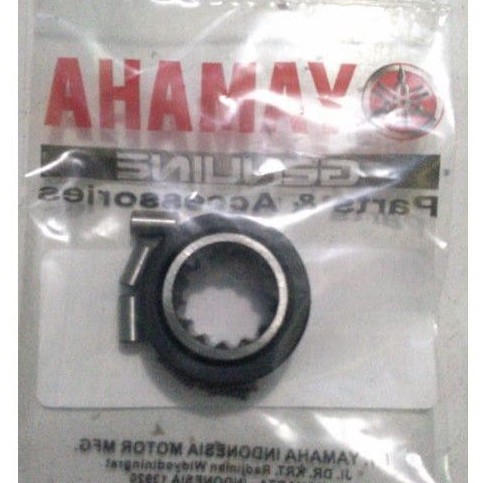 YAMAHA
GENUINE
Parts & Accessories
. YAMAHA INDONESIA MOTOR MFG.
Jl. DR. KRT. Radjiman Widyodiningrat
INDONESIA 13920